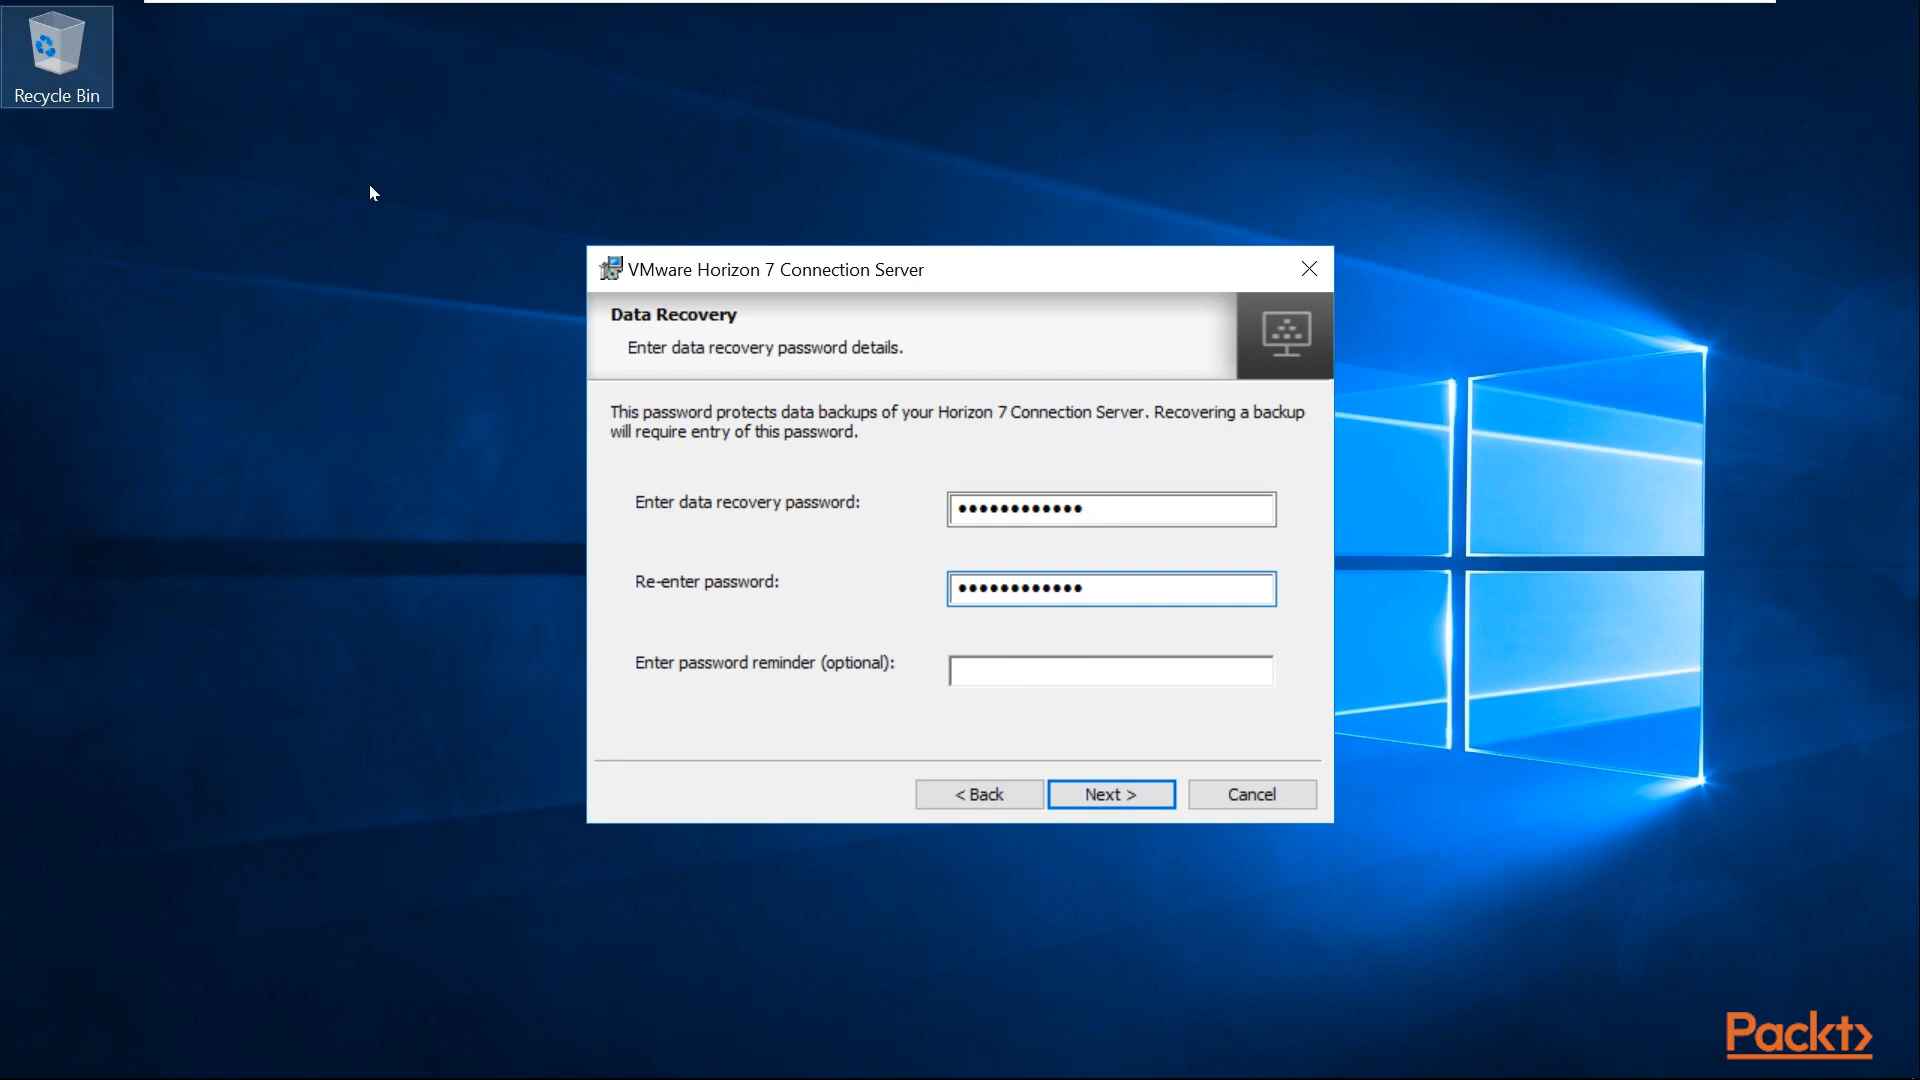 Recycle Bin
VMware Horizon 7 Connection Server
Data Recovery
Enter data recovery password details.
This password protects data backups of your Horizon 7 Connection Server. Recovering a backup
will require entry of this password.
Enter data recovery password:
••••••••••••
Re-enter password:
••••••••••••
Enter password reminder (optional):
< Back
Next >
Cancel
Packt>